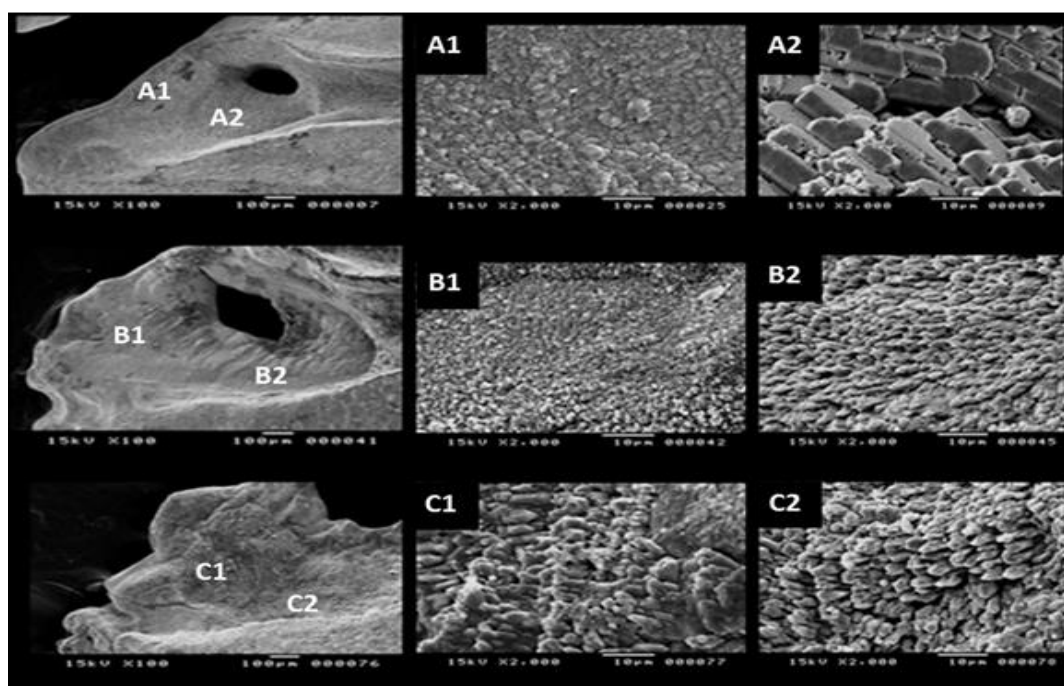 A1
A2
15kV X100 100μm 000007
A1
15kV X2,000 10μm 000025
A2
15kV X2,000 10μm 000009
B1
B2
15kV X100 100μm 000041
B1
15kV X2,000 10μm 000042
B2
15kV X2,000 10μm 000045
C1
C2
15kV X100 100μm 000076
C1
15kV X2,000 10μm 000077
C2
15kV X2,000 10μm 000078